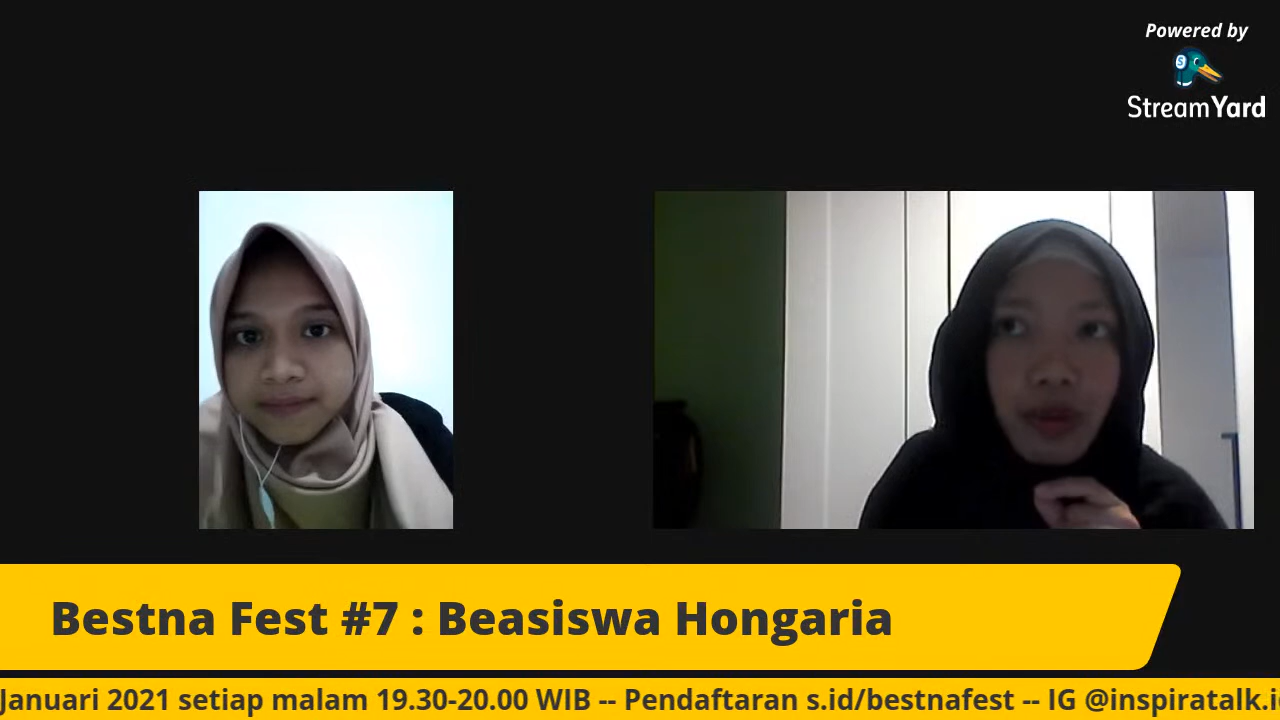 Powered by
StreamYard
Bestna Fest #7 : Beasiswa Hongaria
Januari 2021 setiap malam 19.30-20.00 WIB -- Pendaftaran s.id/bestnafest -- IG @inspiratalk.i